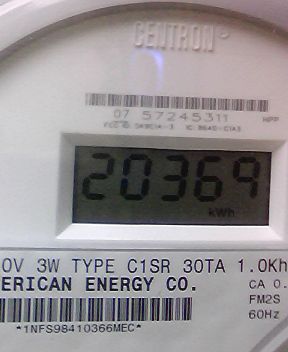 CENTRON
07 57245311
20369
kWh
0V 3W TYPE C1SR 30TA 1.0Kh
ERICAN ENERGY CO.
CA 0.
FM2S
60Hz
*1NFS98410366MEC*